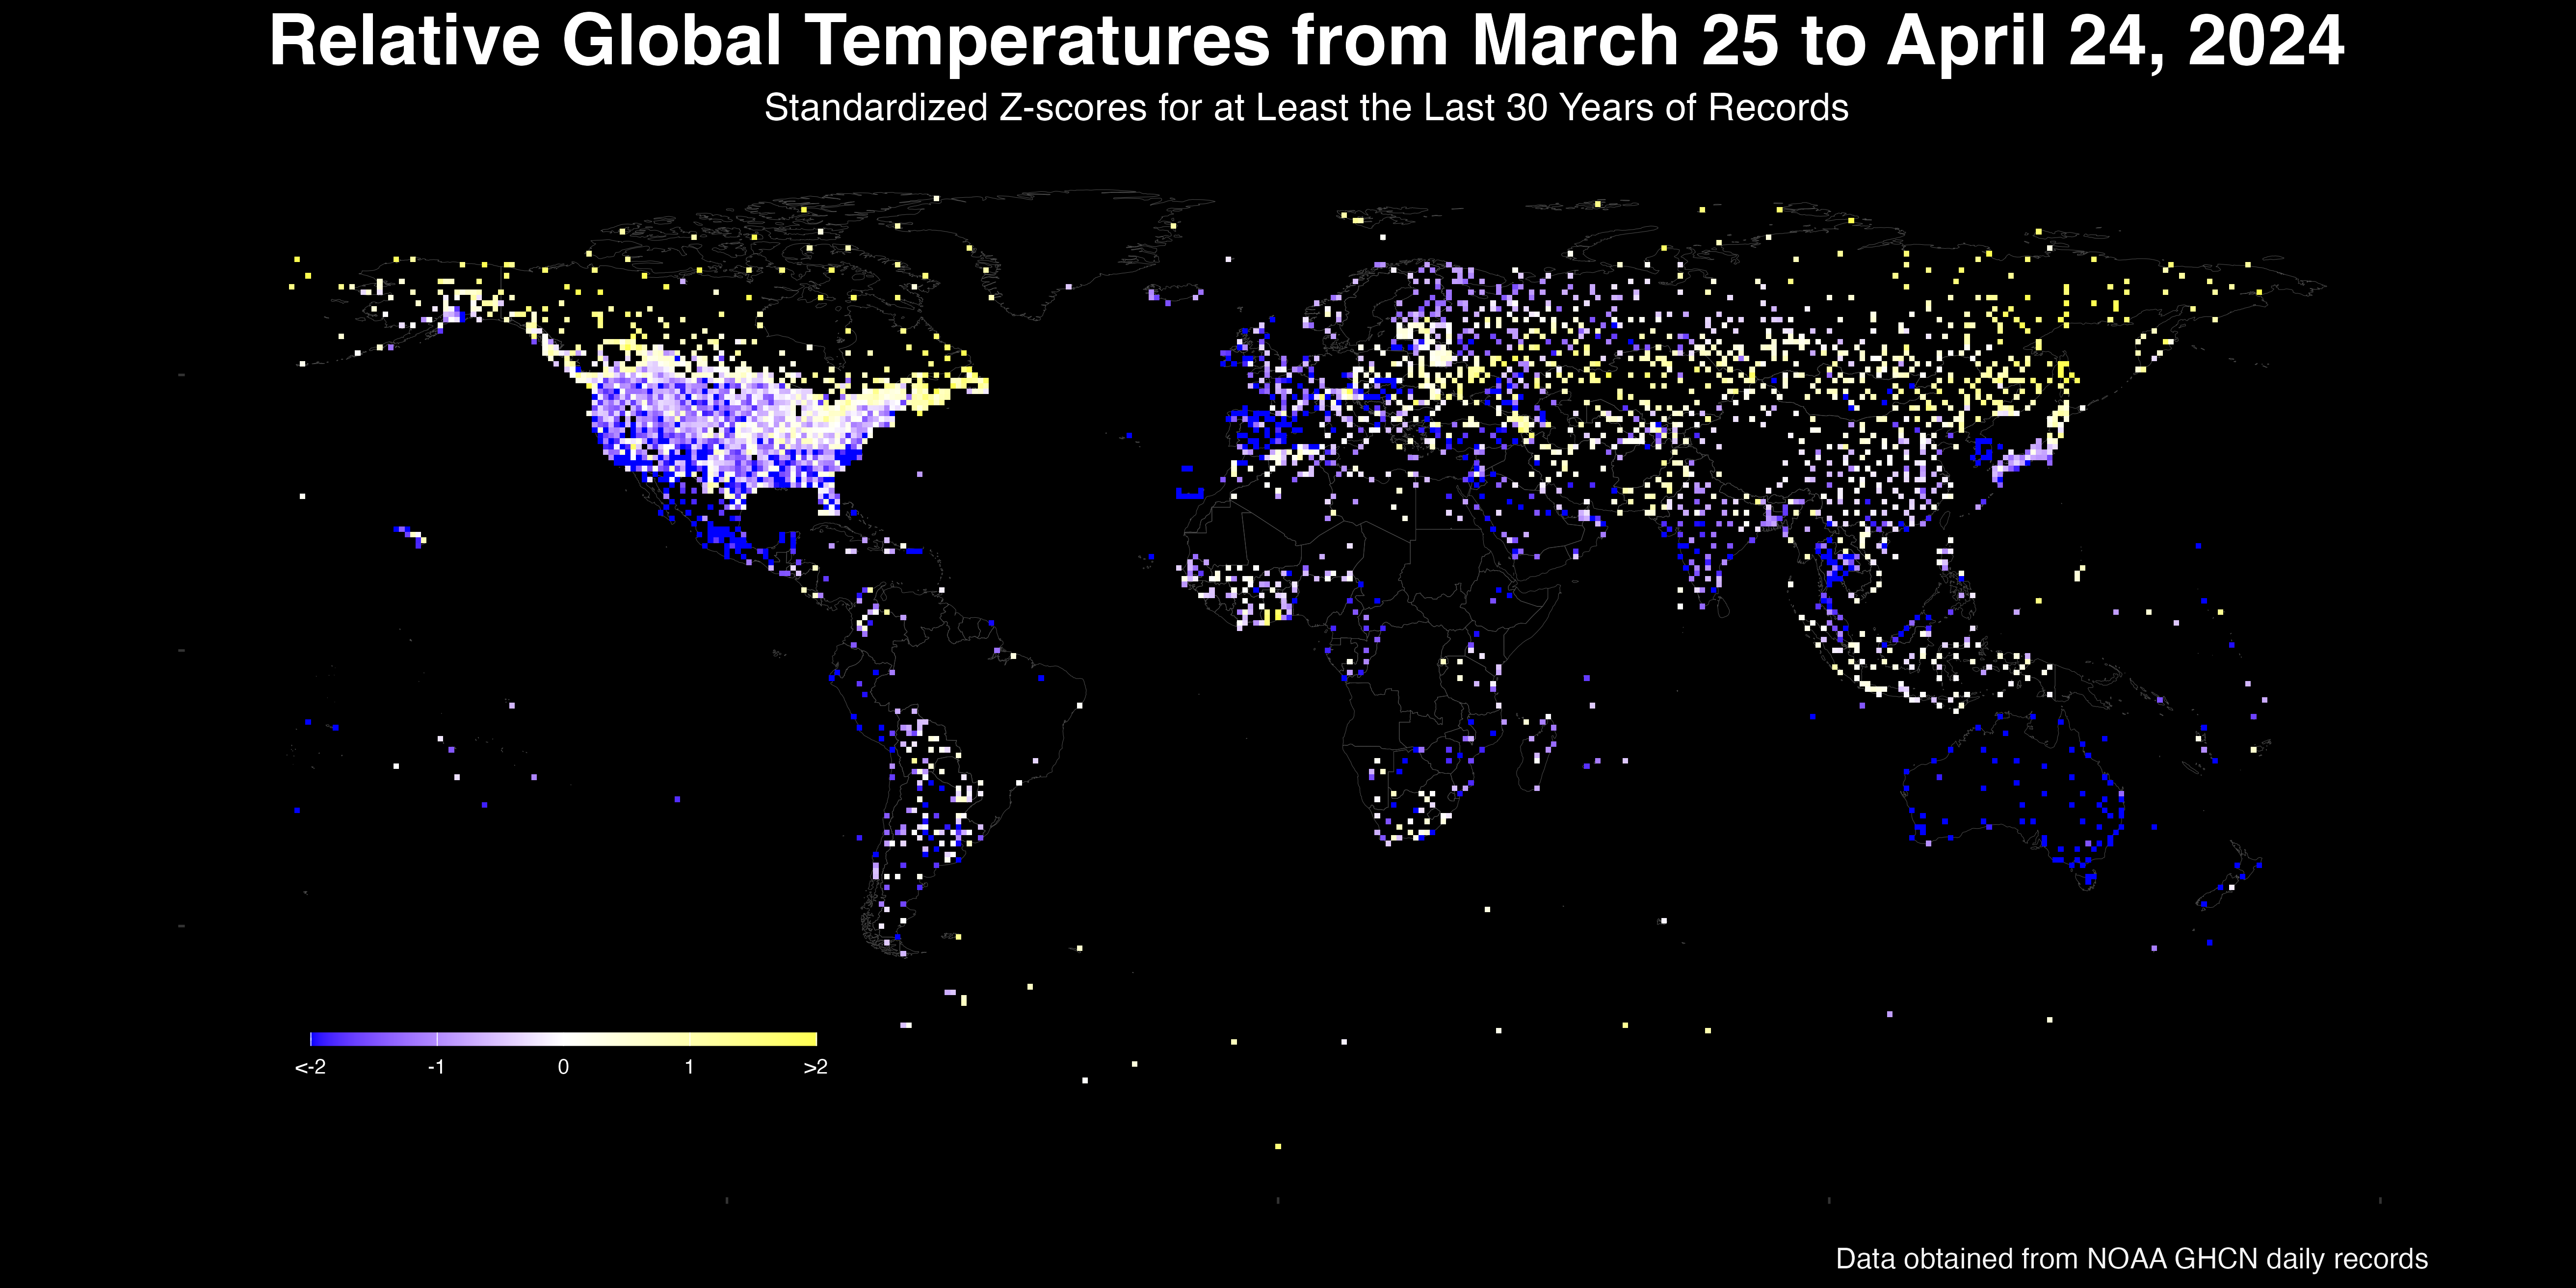 Relative Global Temperatures from March 25 to April 24, 2024
Standardized Z-scores for at Least the Last 30 Years of Records
<-2 -1 0 1 >2
Data obtained from NOAA GHCN daily records